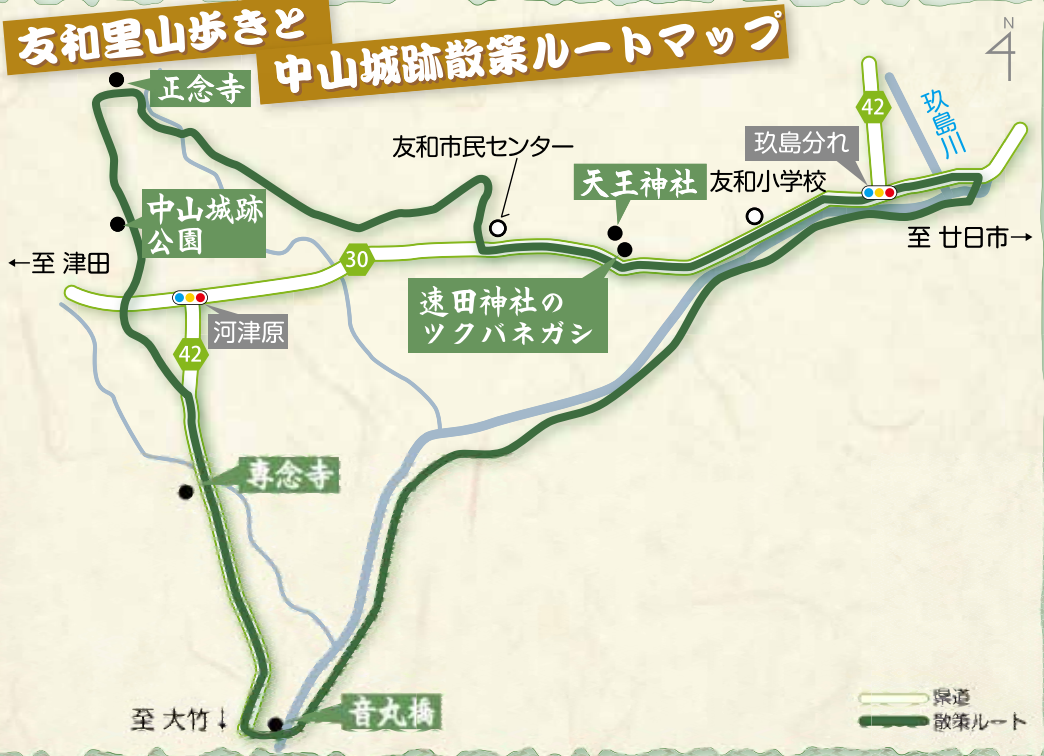 友和里山歩きと
中山城跡散策ルートマップ
N
正念寺
42
玖島川
友和市民センター
玖島分れ
天王神社
友和小学校
中山城跡
公園
至 廿日市→
←至 津田
30
速田神社の
ツクバネガシ
河津原
42
専念寺
音丸橋
至 大竹↓
県道
散策ルート